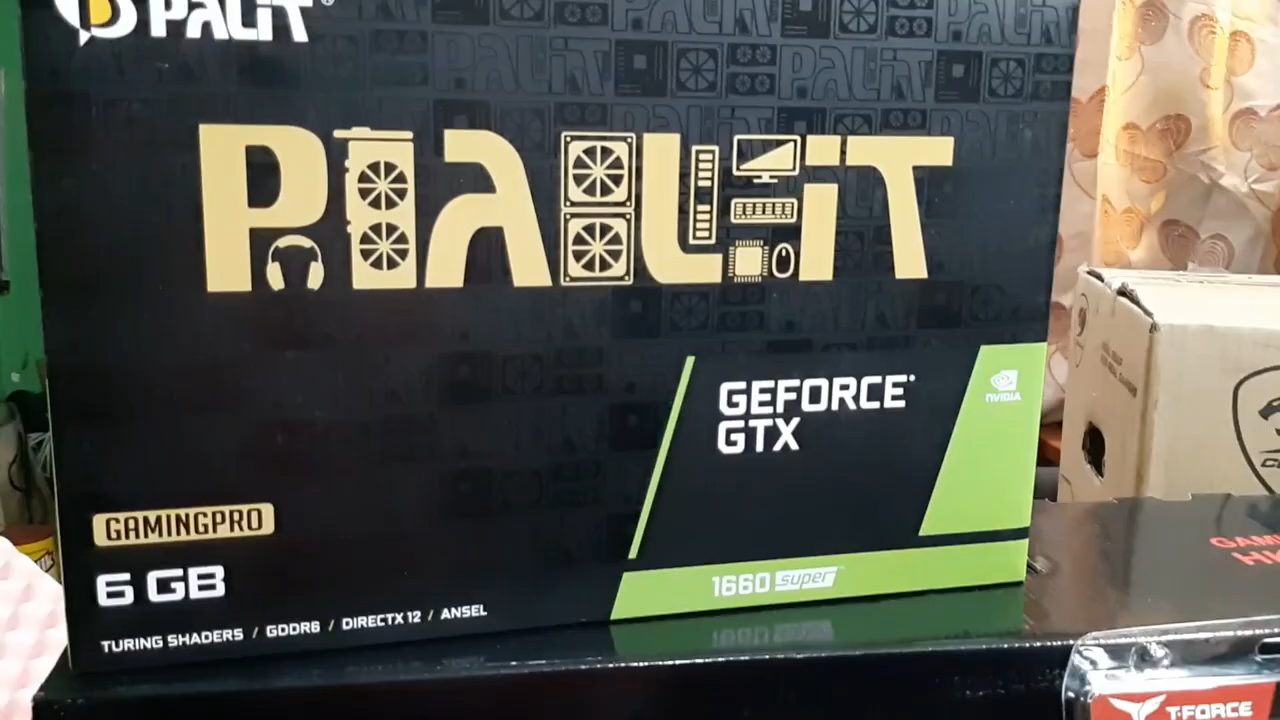 PALIT
PALIT
GEFORCE
GTX
NVIDIA
GAMINGPRO
6 GB
1660 SUPER
TURING SHADERS / GDDR6 / DIRECTX 12 / ANSEL
T-FORCE